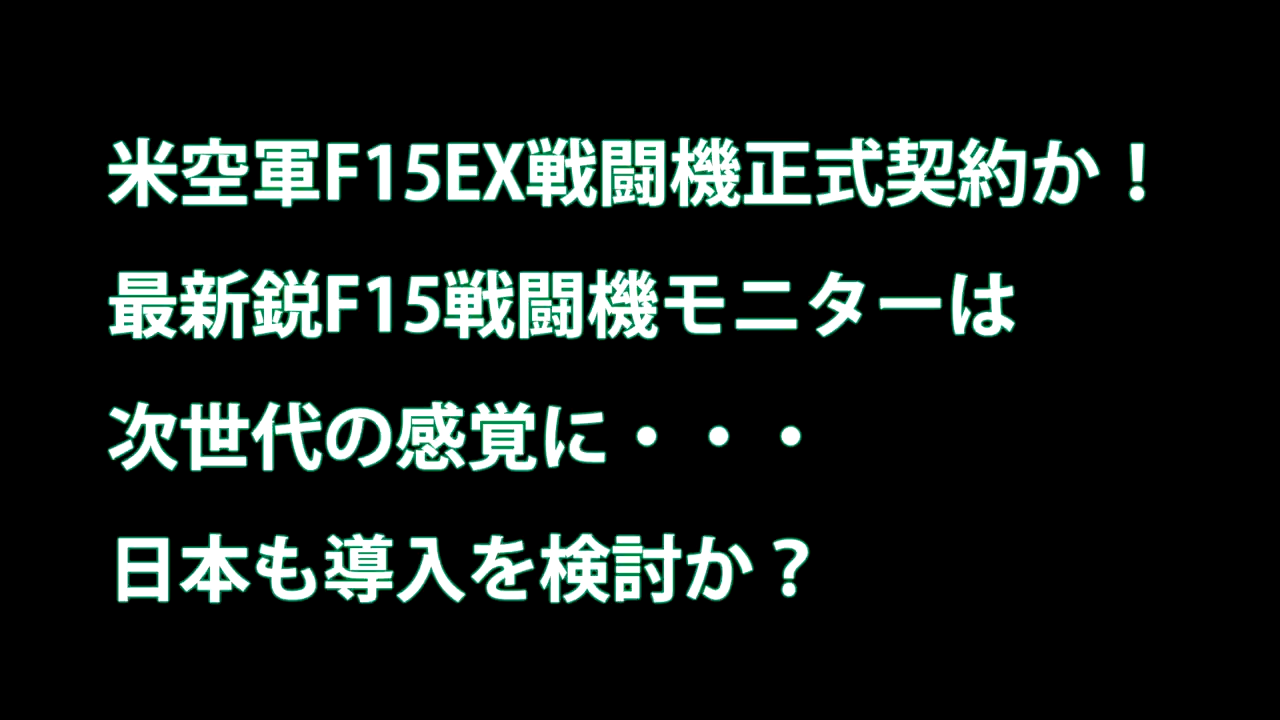 米空軍F15EX戦闘機正式契約か！
最新鋭F15戦闘機モニターは
次世代の感覚に・・・
日本も導入を検討か？